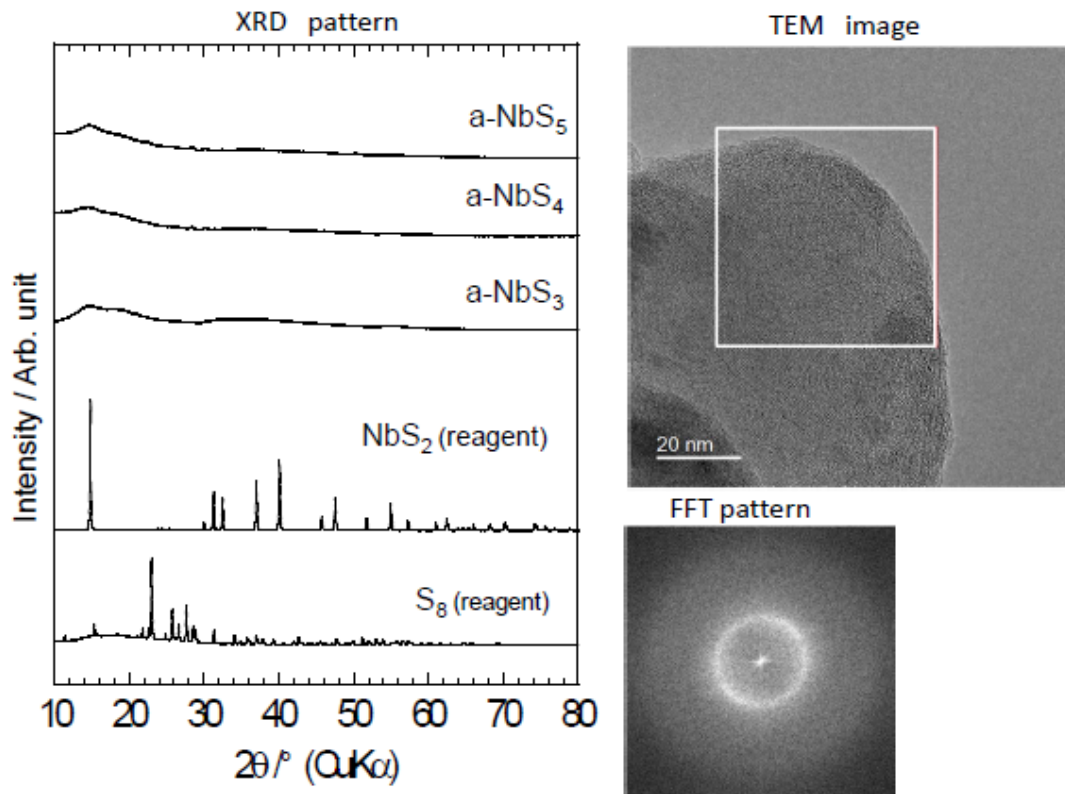 XRD pattern
a-NbS5
a-NbS4
a-NbS3
NbS2 (reagent)
S8 (reagent)
Intensity / Arb. unit
10 20 30 40 50 60 70 80
2θ/° (CuKα)
TEM image
20 nm
FFT pattern